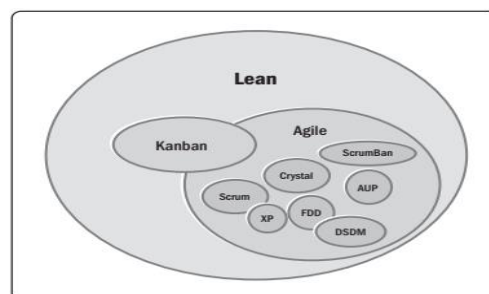 Lean
Agile
Kanban
ScrumBan
Crystal
AUP
Scrum
XP
FDD
DSDM